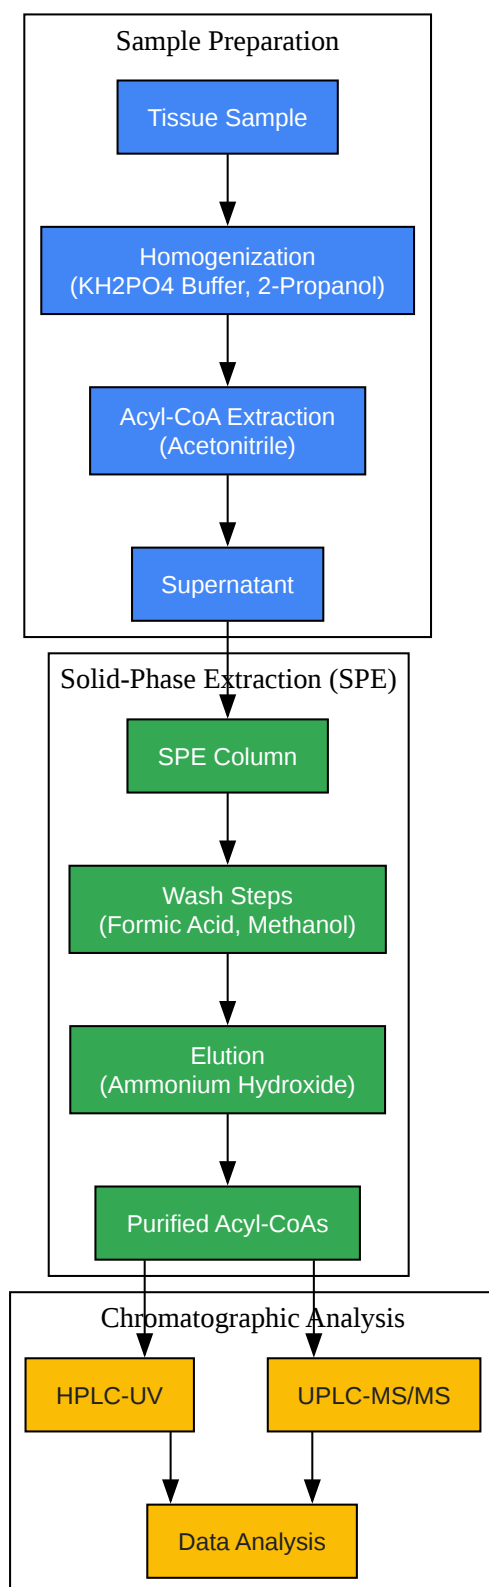 Sample Preparation
Tissue Sample
Homogenization
(KH2PO4 Buffer, 2-Propanol)
Acyl-CoA Extraction
(Acetonitrile)
Supernatant
Solid-Phase Extraction (SPE)
SPE Column
Wash Steps
(Formic Acid, Methanol)
Elution
(Ammonium Hydroxide)
Purified Acyl-CoAs
Chromatographic Analysis
HPLC-UV
UPLC-MS/MS
Data Analysis